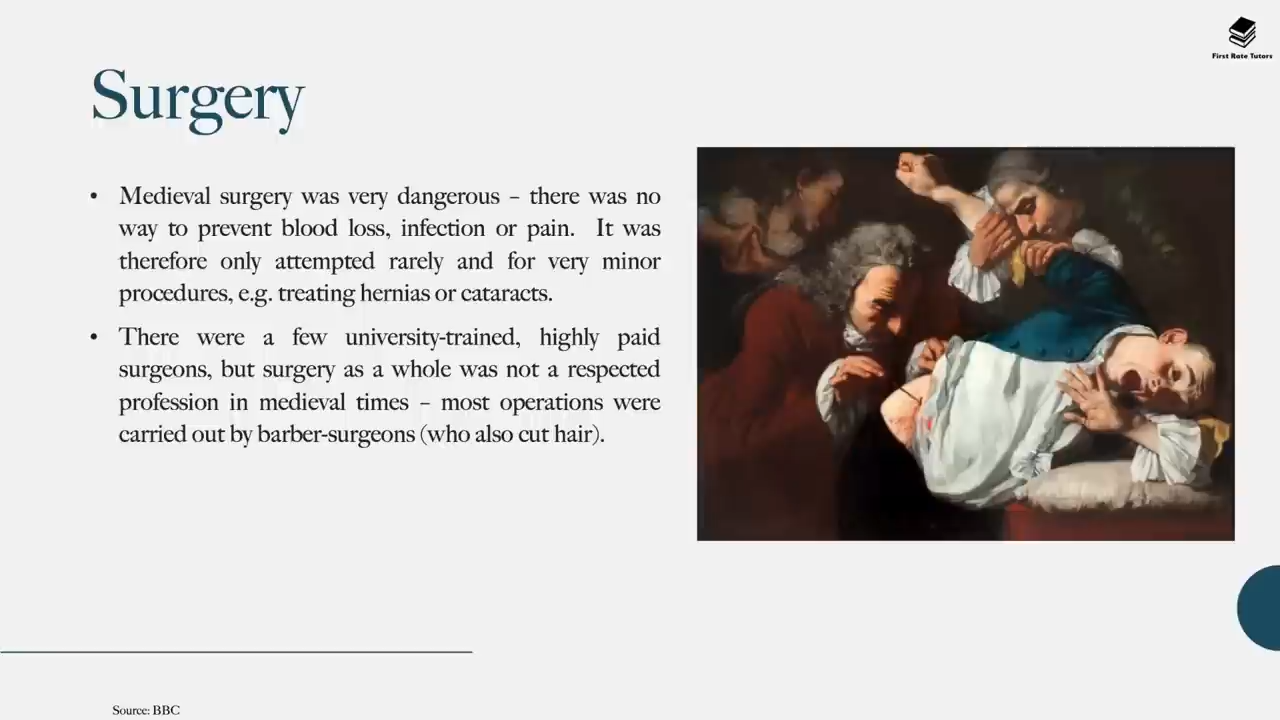 First Rate Tutors
Surgery
• Medieval surgery was very dangerous – there was no
way to prevent blood loss, infection or pain. It was
therefore only attempted rarely and for very minor
procedures, e.g. treating hernias or cataracts.
• There were a few university-trained, highly paid
surgeons, but surgery as a whole was not a respected
profession in medieval times – most operations were
carried out by barber-surgeons (who also cut hair).
Source: BBC